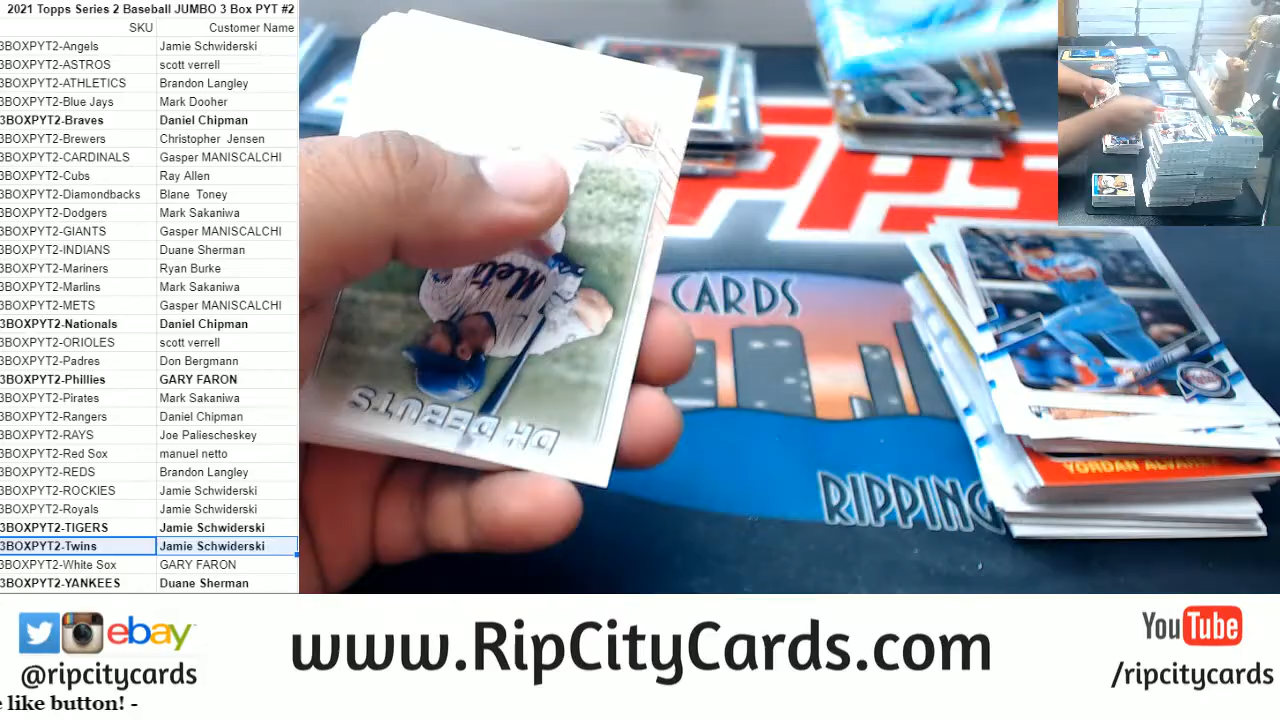 2021 Topps Series 2 Baseball JUMBO 3 Box PYT #2
SKU Customer Name
3BOXPYT2-Angels Jamie Schwiderski
3BOXPYT2-ASTROS scott verrell
3BOXPYT2-ATHLETICS Brandon Langley
3BOXPYT2-Blue Jays Mark Dooher
3BOXPYT2-Braves Daniel Chipman
3BOXPYT2-Brewers Christopher Jensen
3BOXPYT2-CARDINALS Gasper MANISCALCHI
3BOXPYT2-Cubs Ray Allen
3BOXPYT2-Diamondbacks Blane Toney
3BOXPYT2-Dodgers Mark Sakaniwa
3BOXPYT2-GIANTS Gasper MANISCALCHI
3BOXPYT2-INDIANS Duane Sherman
3BOXPYT2-Mariners Ryan Burke
3BOXPYT2-Marlins Mark Sakaniwa
3BOXPYT2-METS Gasper MANISCALCHI
3BOXPYT2-Nationals Daniel Chipman
3BOXPYT2-ORIOLES scott verrell
3BOXPYT2-Padres Don Bergmann
3BOXPYT2-Phillies GARY FARON
3BOXPYT2-Pirates Mark Sakaniwa
3BOXPYT2-Rangers Daniel Chipman
3BOXPYT2-RAYS Joe Paliescheskey
3BOXPYT2-Red Sox manuel netto
3BOXPYT2-REDS Brandon Langley
3BOXPYT2-ROCKIES Jamie Schwiderski
3BOXPYT2-Royals Jamie Schwiderski
3BOXPYT2-TIGERS Jamie Schwiderski
3BOXPYT2-Twins Jamie Schwiderski
3BOXPYT2-White Sox GARY FARON
3BOXPYT2-YANKEES Duane Sherman
DH DEBUTS
Mets
CARDS
RIPPING
YORDAN ALVAR
ebay
@ripcitycards
www.RipCityCards.com
YouTube
/ripcitycards
like button! -